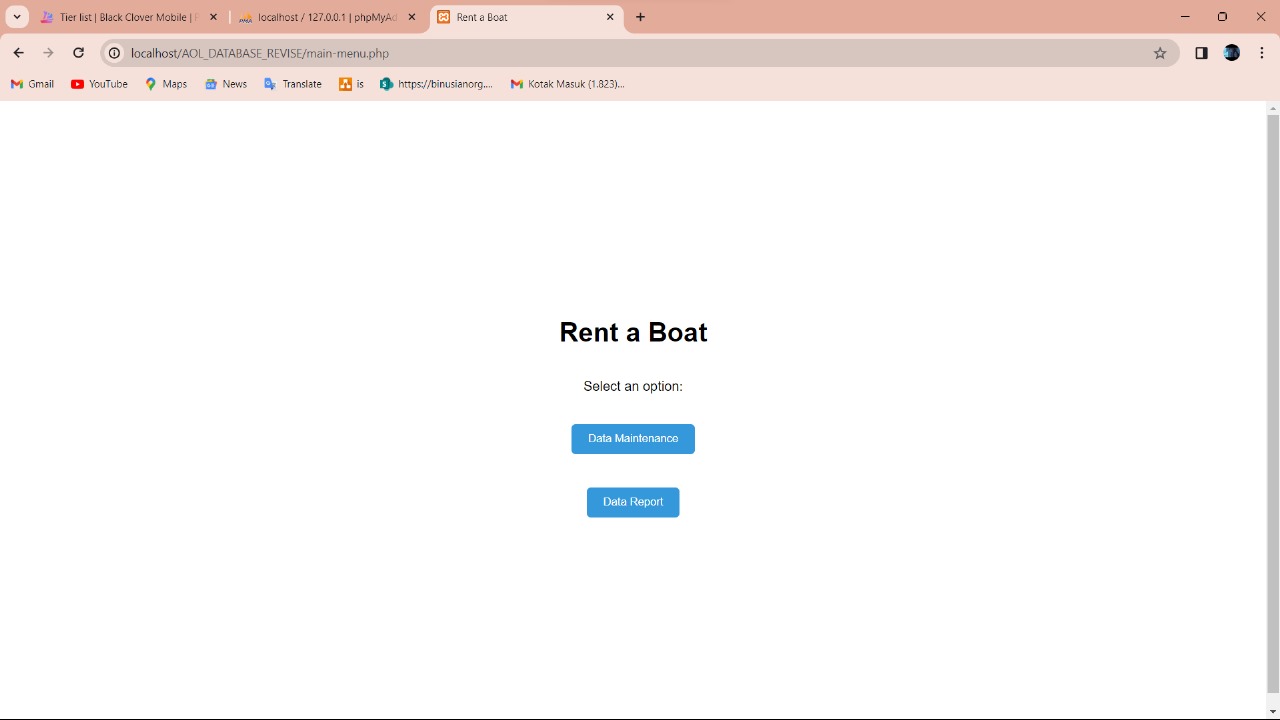 Tier list | Black Clover Mobile |
localhost / 127.0.0.1 | phpMyAd
Rent a Boat
localhost/AOL_DATABASE_REVISE/main-menu.php
Gmail
YouTube
Maps
News
Translate
is
https://binusianorg....
Kotak Masuk (1.823)...
Rent a Boat
Select an option:
Data Maintenance
Data Report